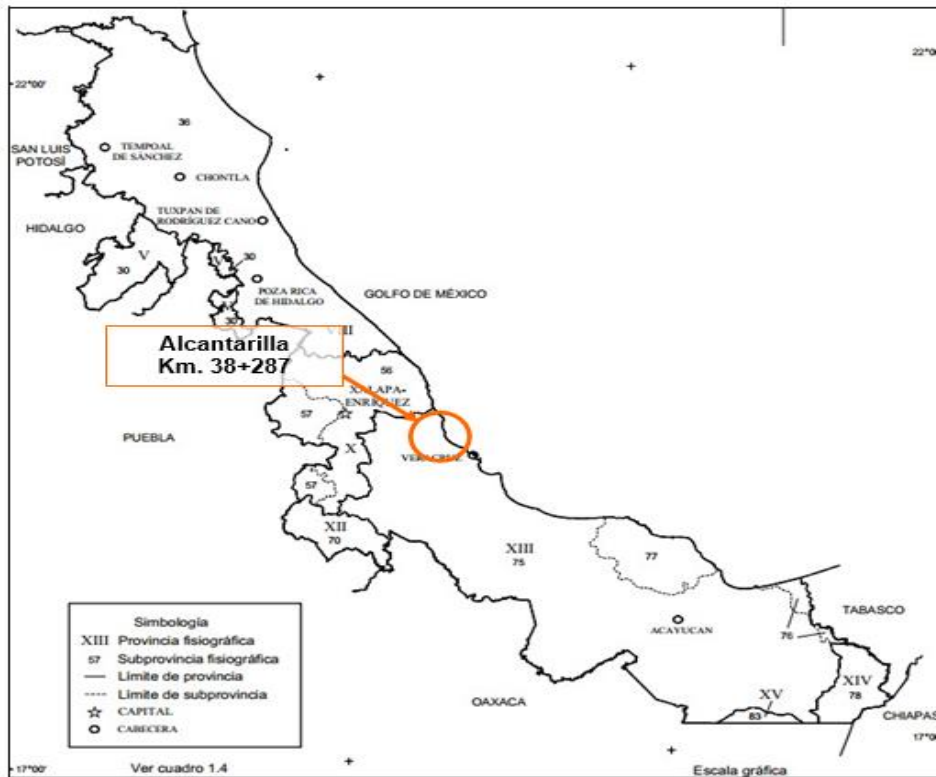 22°00'
22°00
36
SAN LUIS
POTOSÍ
TEMPOAL
DE SÁNCHEZ
CHONTLA
TUXPAN DE
RODRÍGUEZ CANO
HIDALGO
V
30
30
POZA RICA
DE HIDALGO
GOLFO DE MÉXICO
30
Alcantarilla
Km. 38+287
56
XALAPA-
ENRÍQUEZ
57
PUEBLA
X
VERACRUZ
57
XII
70
XIII
75
77
TABASCO
ACAYUCAN
76
OAXACA
XV
83
XIV
78
CHIAPAS
Simbología
XIII Provincia fisiográfica
57 Subprovincia fisiográfica
Límite de provincia
Límite de subprovincia
CAPITAL
CABECERA
17°00'
17°00
Ver cuadro 1.4
Escala gráfica